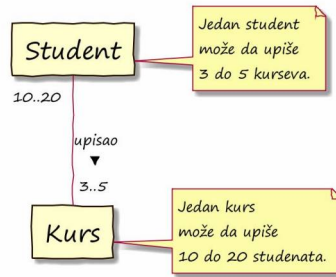 Student
Jedan student
može da upiše
3 do 5 kurseva.
10..20
upisao
▼
3..5
Kurs
Jedan kurs
može da upiše
10 do 20 studenata.